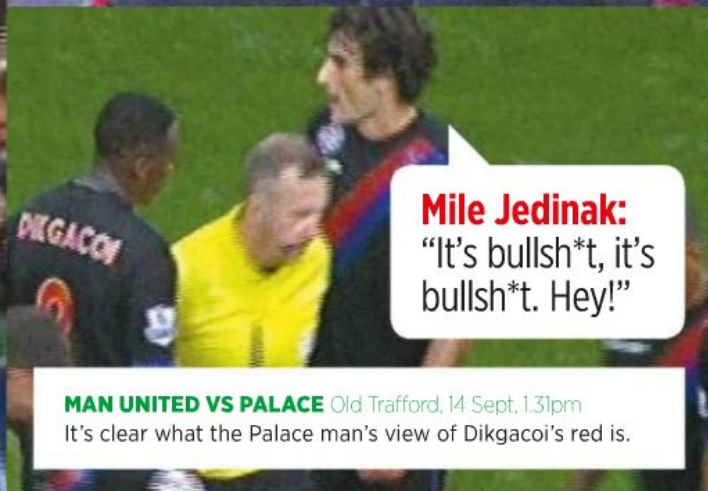 DIKGACOI
Mile Jedinak:
“It’s bullsh*t, it’s
bullsh*t. Hey!”
MAN UNITED VS PALACE Old Trafford, 14 Sept, 1.31pm
It’s clear what the Palace man’s view of Dikgacoi’s red is.